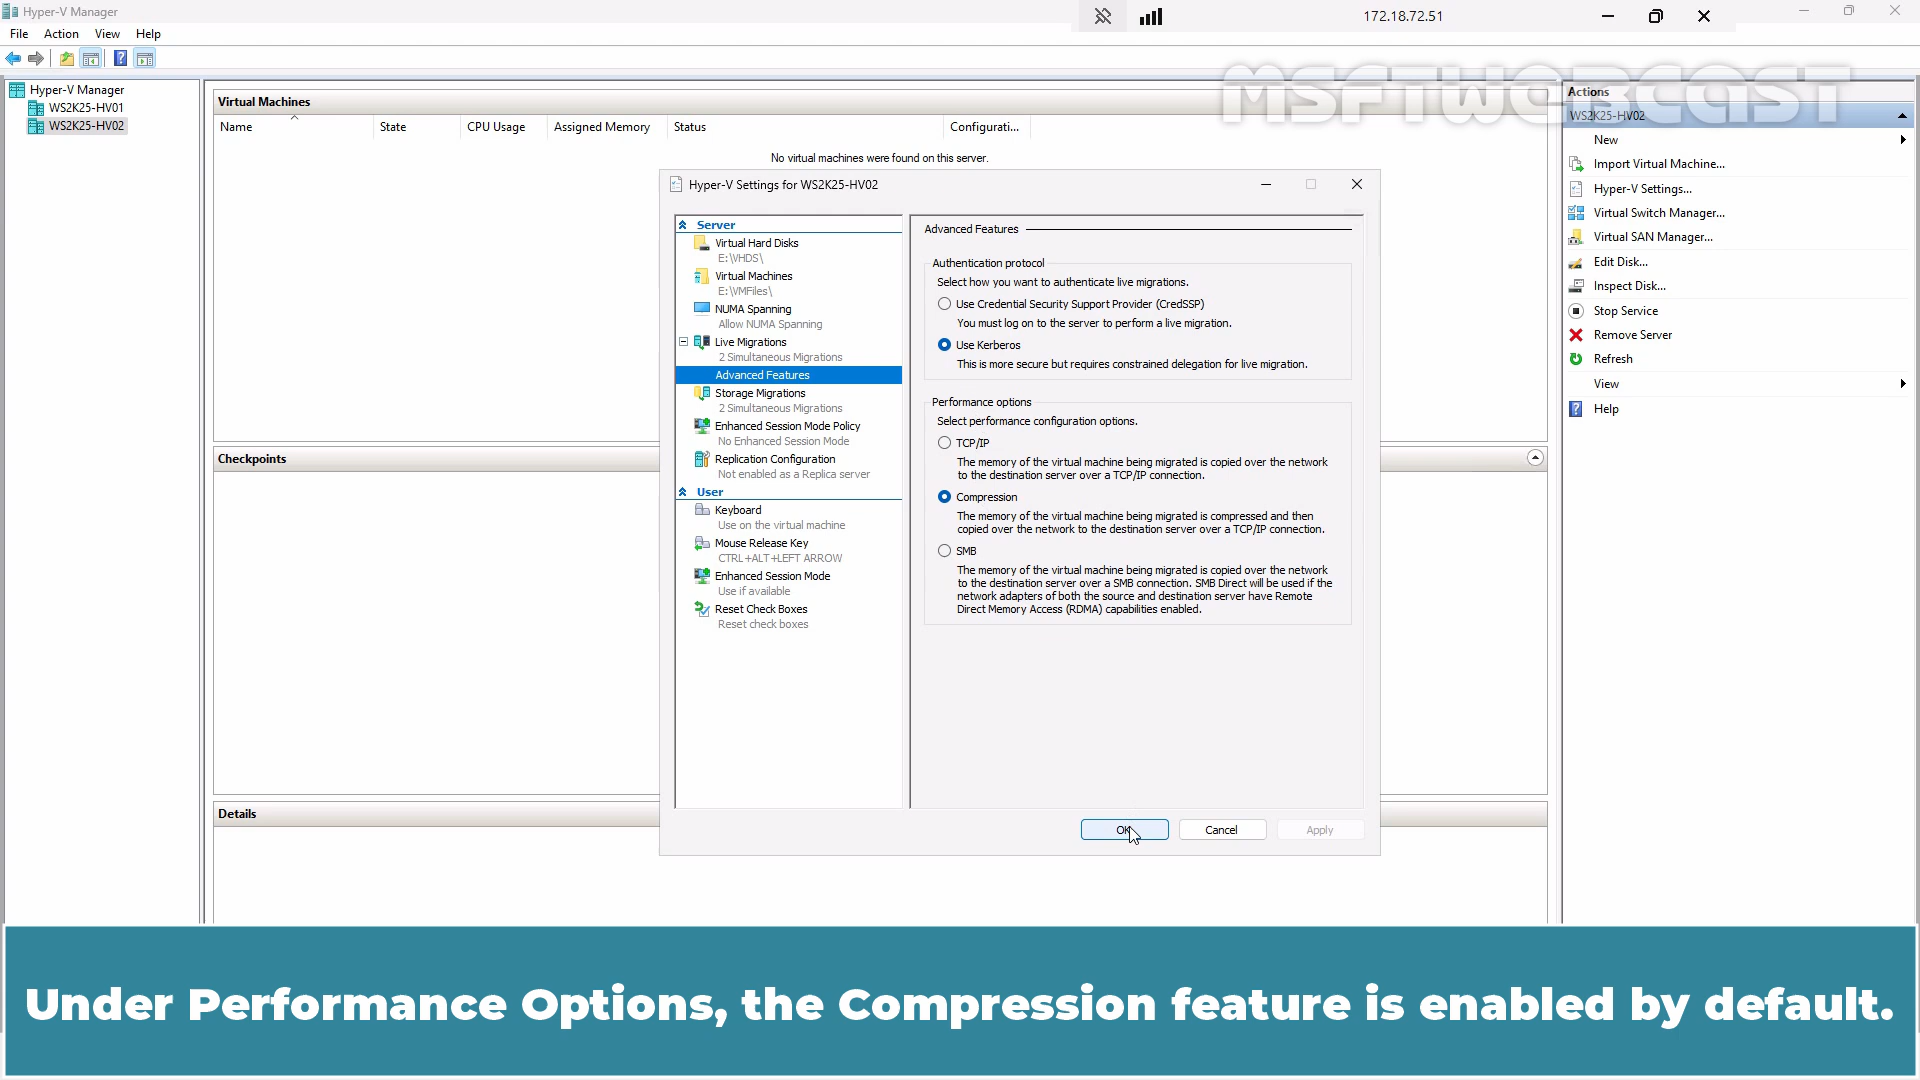 Hyper-V Manager
172.18.72.51
File Action View Help
MSFTWEBCAST
Hyper-V Manager
WS2K25-HV01
WS2K25-HV02
Virtual Machines
Name State CPU Usage Assigned Memory Status Configurati...
No virtual machines were found on this server.
Checkpoints
Details
Hyper-V Settings for WS2K25-HV02
Server
Virtual Hard Disks
E:\VHDS\
Virtual Machines
E:\VMFiles\
NUMA Spanning
Allow NUMA Spanning
Live Migrations
2 Simultaneous Migrations
Advanced Features
Storage Migrations
2 Simultaneous Migrations
Enhanced Session Mode Policy
No Enhanced Session Mode
Replication Configuration
Not enabled as a Replica server
User
Keyboard
Use on the virtual machine
Mouse Release Key
CTRL+ALT+LEFT ARROW
Enhanced Session Mode
Use if available
Reset Check Boxes
Reset check boxes
Advanced Features
Authentication protocol
Select how you want to authenticate live migrations.
Use Credential Security Support Provider (CredSSP)
You must log on to the server to perform a live migration.
Use Kerberos
This is more secure but requires constrained delegation for live migration.
Performance options
Select performance configuration options.
TCP/IP
The memory of the virtual machine being migrated is copied over the network
to the destination server over a TCP/IP connection.
Compression
The memory of the virtual machine being migrated is compressed and then
copied over the network to the destination server over a TCP/IP connection.
SMB
The memory of the virtual machine being migrated is copied over the network
to the destination server over a SMB connection. SMB Direct will be used if the
network adapters of both the source and destination server have Remote
Direct Memory Access (RDMA) capabilities enabled.
OK Cancel Apply
Actions
WS2K25-HV02
New
Import Virtual Machine...
Hyper-V Settings...
Virtual Switch Manager...
Virtual SAN Manager...
Edit Disk...
Inspect Disk...
Stop Service
Remove Server
Refresh
View
Help
Under Performance Options, the Compression feature is enabled by default.